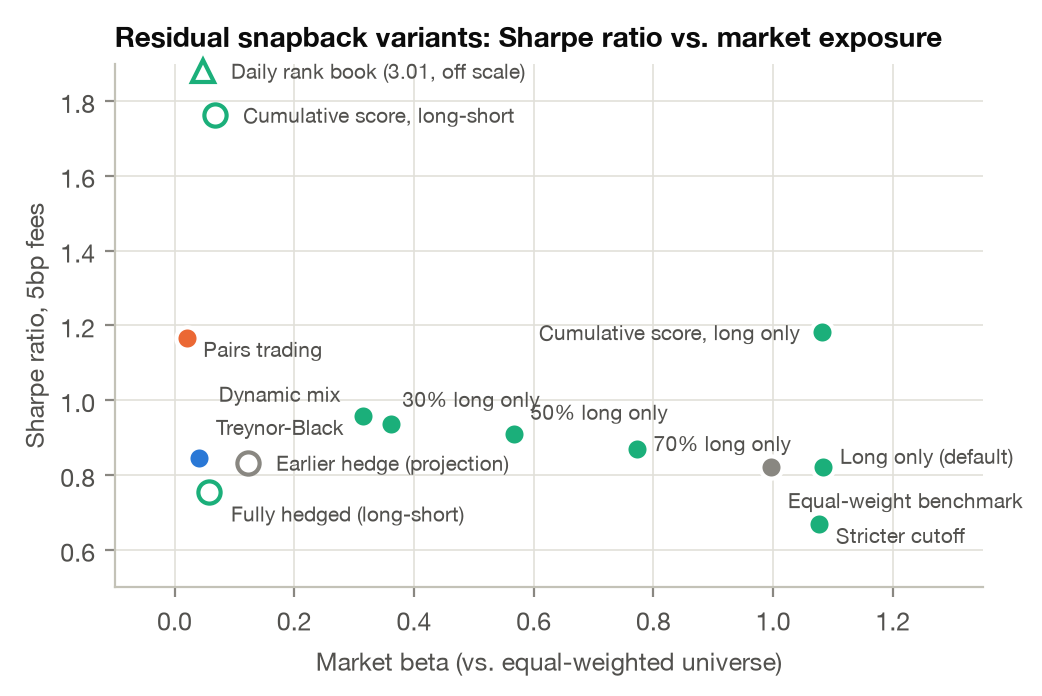 Residual snapback variants: Sharpe ratio vs. market exposure
Daily rank book (3.01, off scale)
1.8
Cumulative score, long-short
1.6
1.4
Sharpe ratio, 5bp fees
1.2
Cumulative score, long only
Pairs trading
Dynamic mix
1.0
30% long only
50% long only
Treynor-Black
70% long only
Earlier hedge (projection)
Long only (default)
0.8
Equal-weight benchmark
Fully hedged (long-short)
Stricter cutoff
0.6
0.0 0.2 0.4 0.6 0.8 1.0 1.2
Market beta (vs. equal-weighted universe)